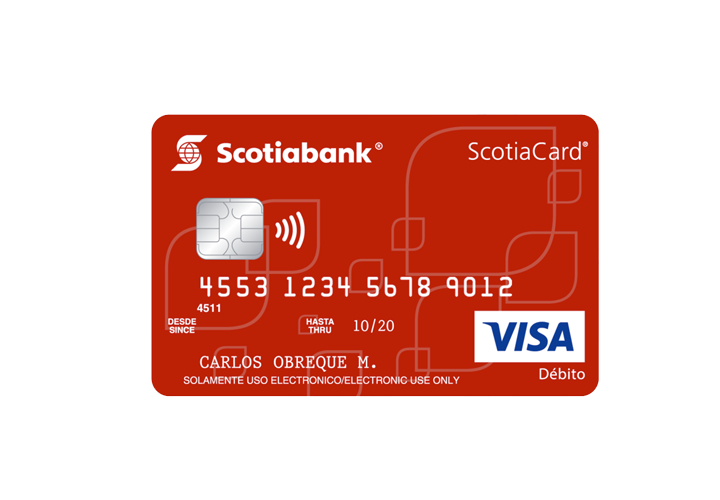 Scotiabank®
ScotiaCard®
4553 1234 5678 9012
4511
DESDE
SINCE
HASTA
THRU
10/20
VISA
CARLOS OBREQUE M.
Débito
SOLAMENTE USO ELECTRONICO/ELECTRONIC USE ONLY